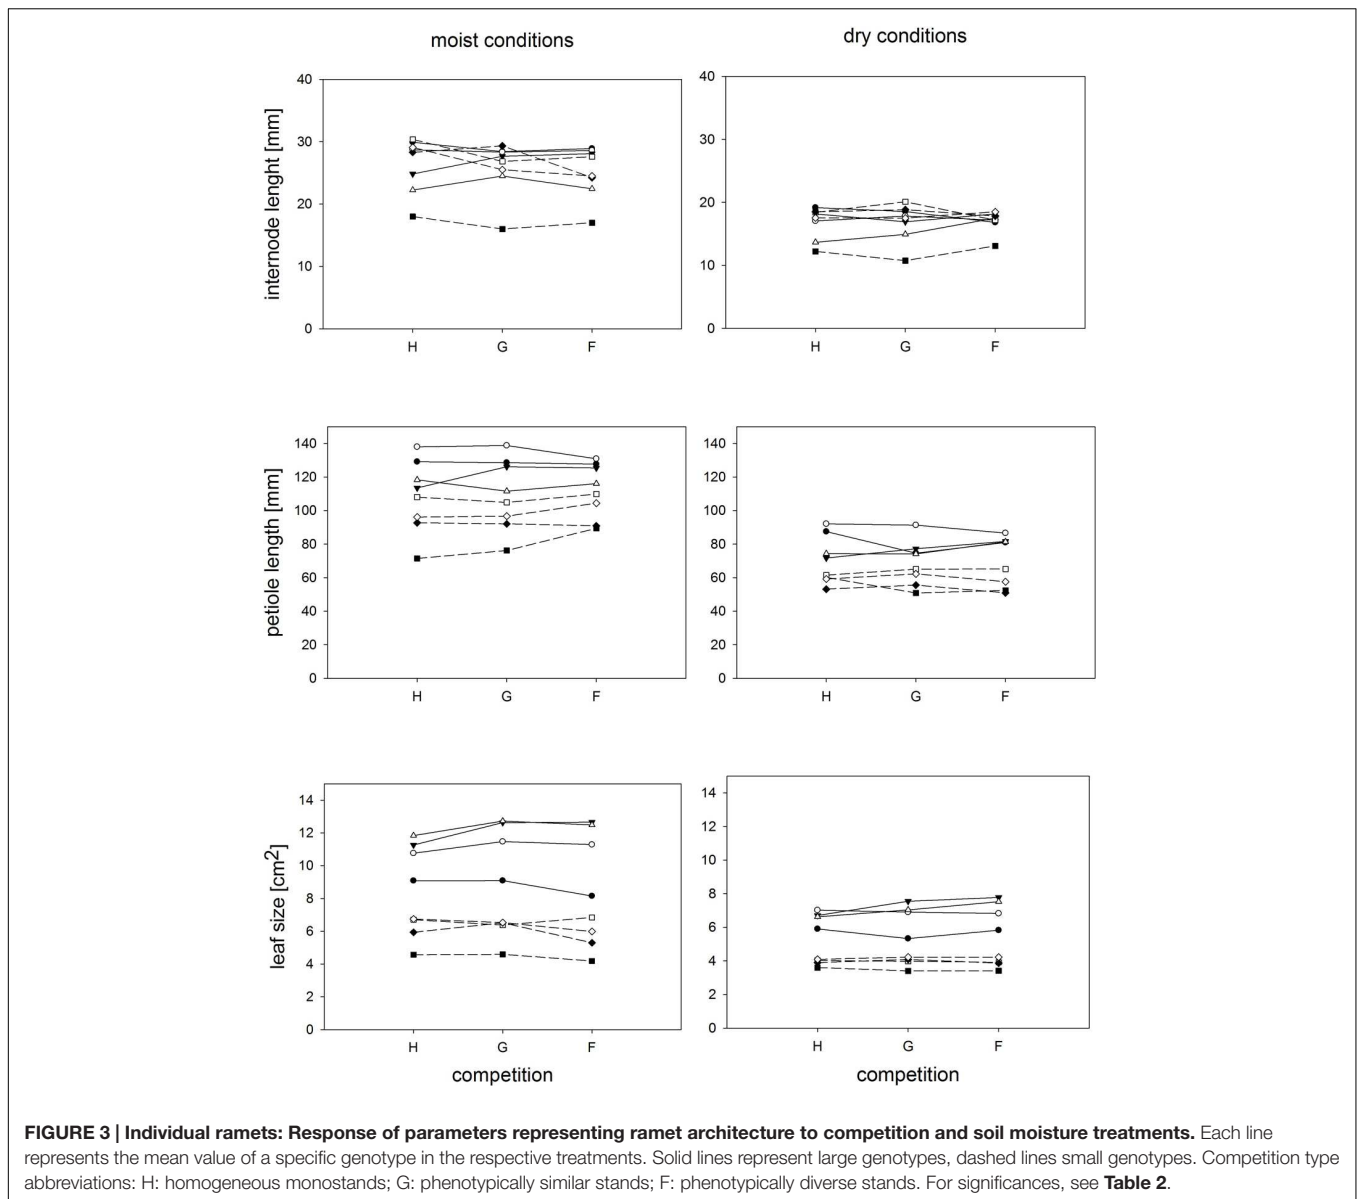 moist conditions
dry conditions
internode lenght [mm]
40
30
20
10
0
H G F
40
30
20
10
0
H G F
petiole length [mm]
140
120
100
80
60
40
20
0
H G F
140
120
100
80
60
40
20
0
H G F
leaf size [cm2]
14
12
10
8
6
4
2
0
H G F
competition
14
12
10
8
6
4
2
0
H G F
competition
FIGURE 3 | Individual ramets: Response of parameters representing ramet architecture to competition and soil moisture treatments. Each line
represents the mean value of a specific genotype in the respective treatments. Solid lines represent large genotypes, dashed lines small genotypes. Competition type
abbreviations: H: homogeneous monostands; G: phenotypically similar stands; F: phenotypically diverse stands. For significances, see Table 2.